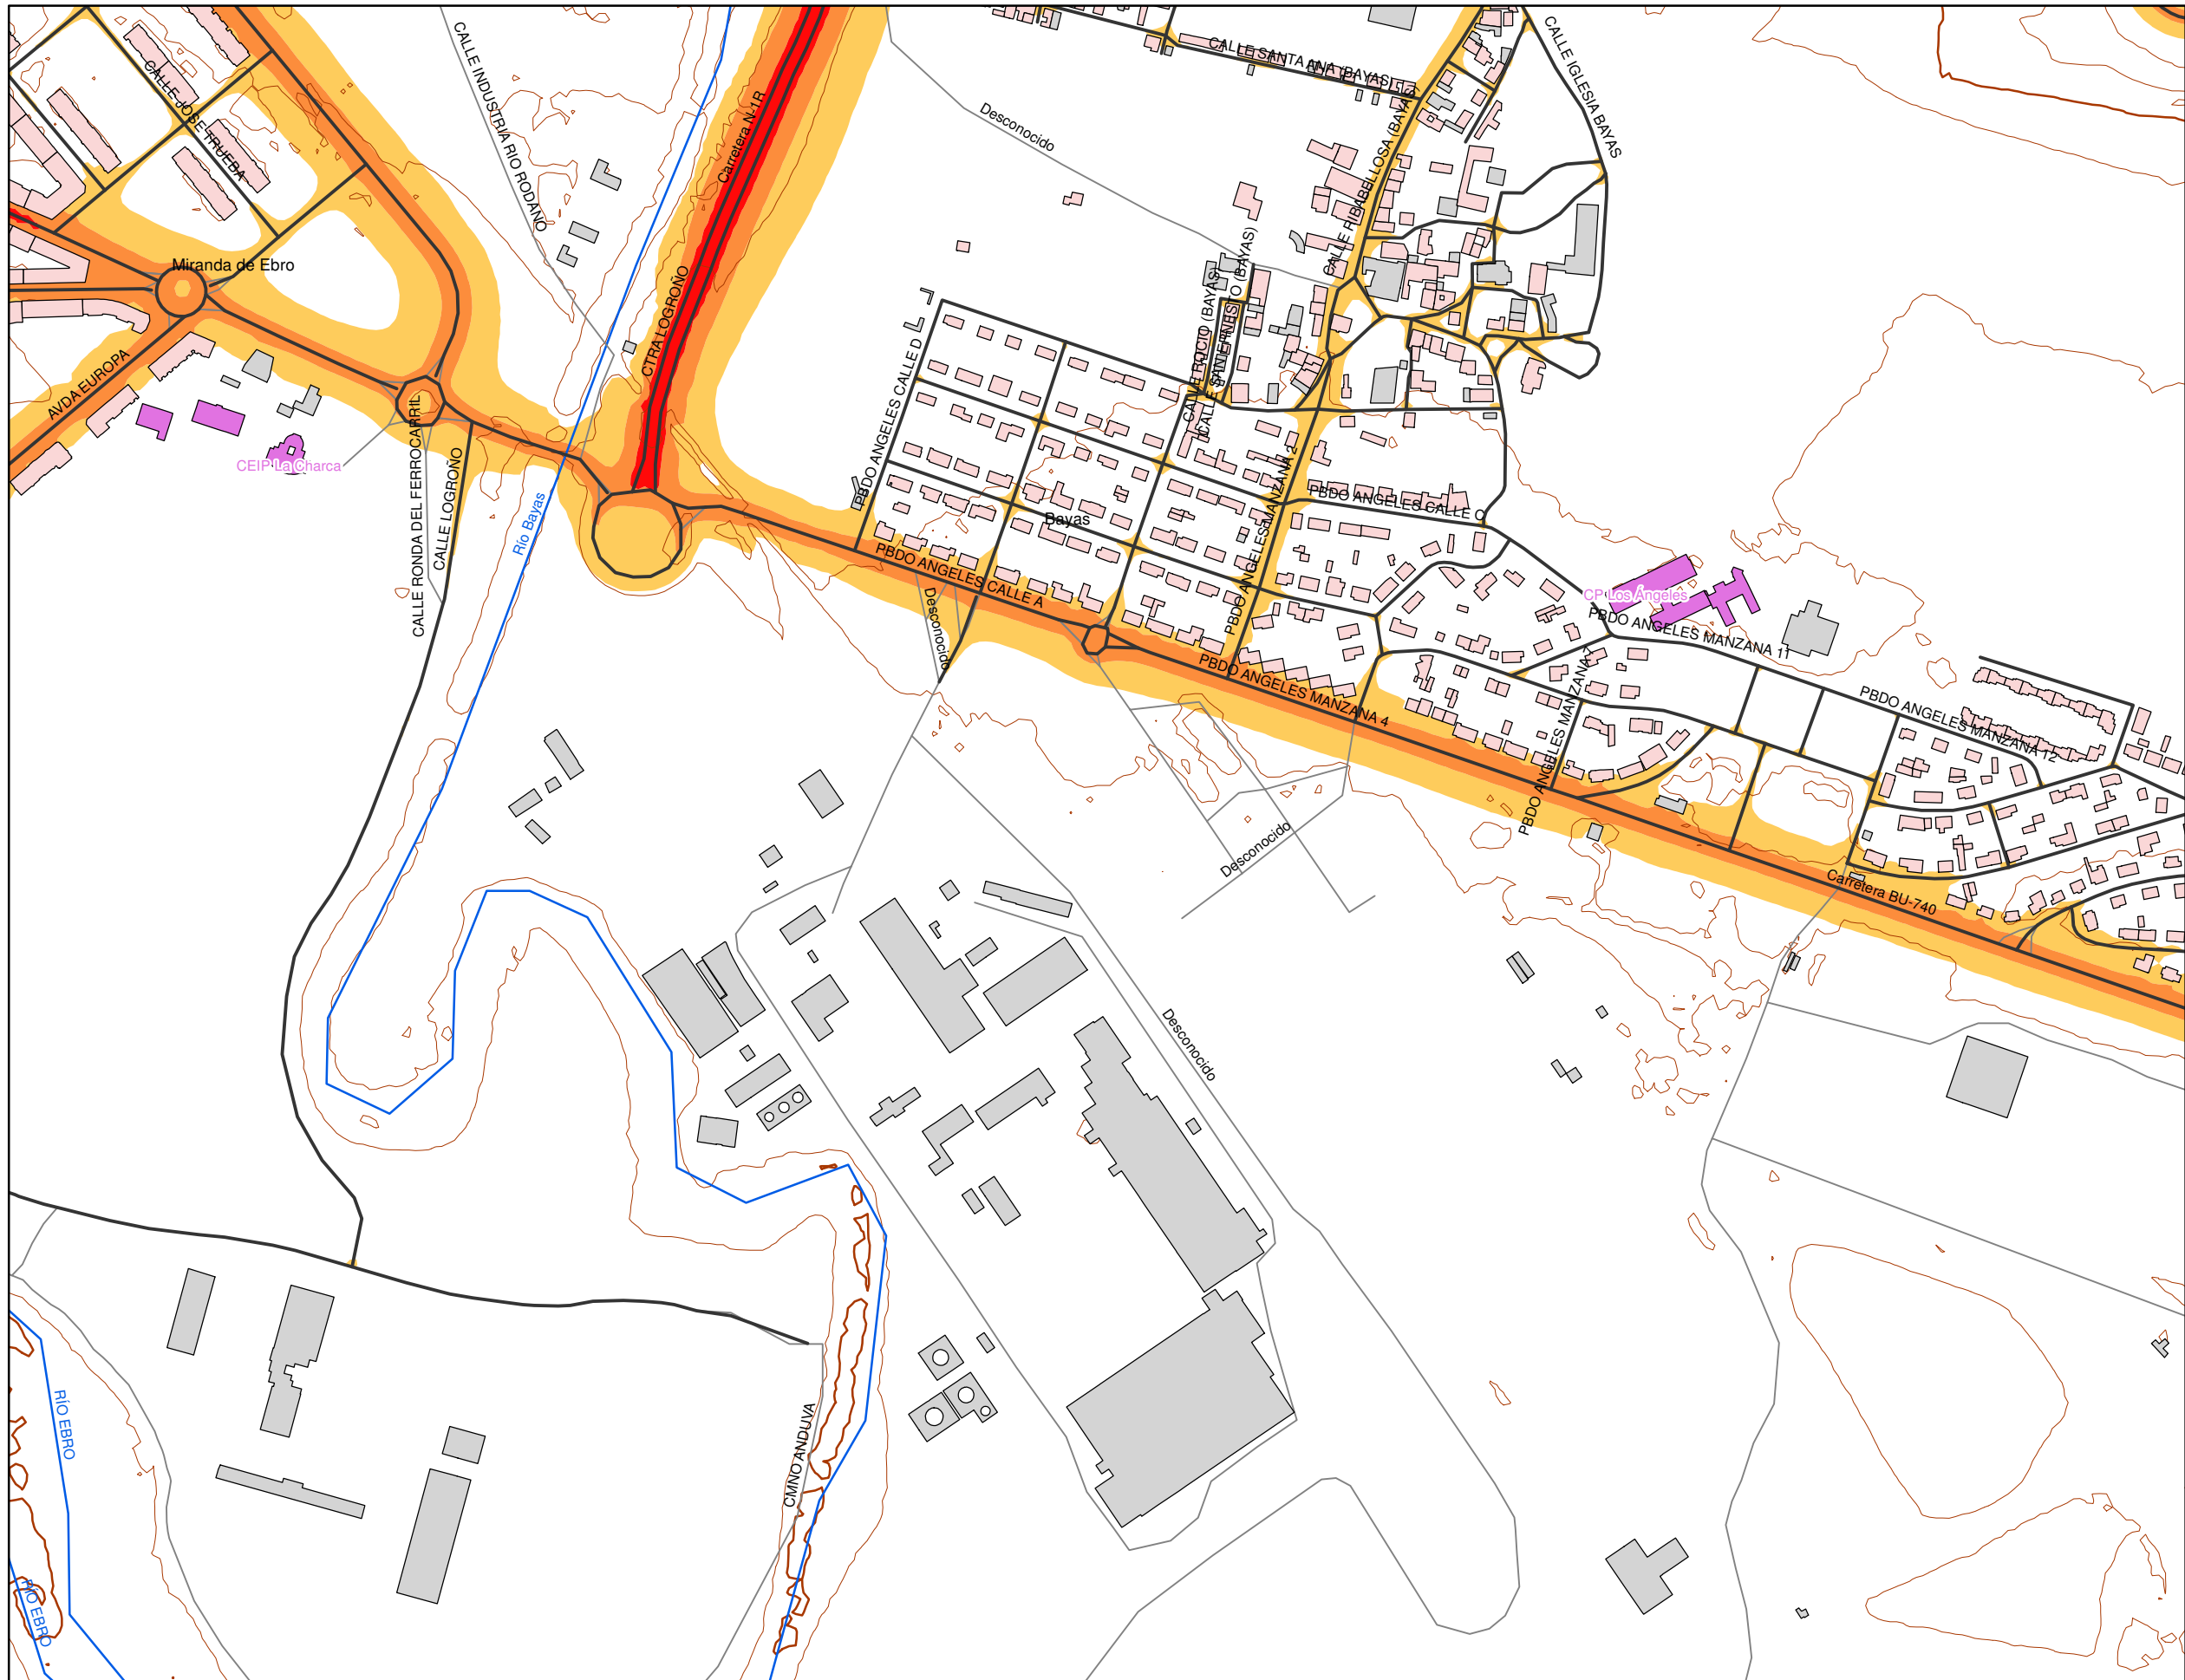 CALLE JOSE TRUEBA
CALLE INDUSTRIA RIO RODANO
Carretera N-1R
Desconocido
CALLE SANTA ANA (BAYAS)
CALLE IGLESIA BAYAS
CALLE RIBABELLOSA (BAYAS)
Miranda de Ebro
CTRA LOGROÑO
AVDA EUROPA
CEIP La Charca
CALLE RONDA DEL FERROCARRIL
CALLE LOGROÑO
Río Bayas
PBDO ANGELES CALLE D
CALLE ROCIO (BAYAS)
PBDO ANGELES MANZANA 2
PBDO ANGELES CALLE C
Bayas
PBDO ANGELES CALLE A
Desconocido
CP Los Ángeles
PBDO ANGELES MANZANA 11
PBDO ANGELES MANZANA 4
PBDO ANGELES MANZANA 7
PBDO ANGELES MANZANA 12
Desconocido
Carretera BU-740
Desconocido
CMNO ANDUVA
RÍO EBRO
RÍO EBRO